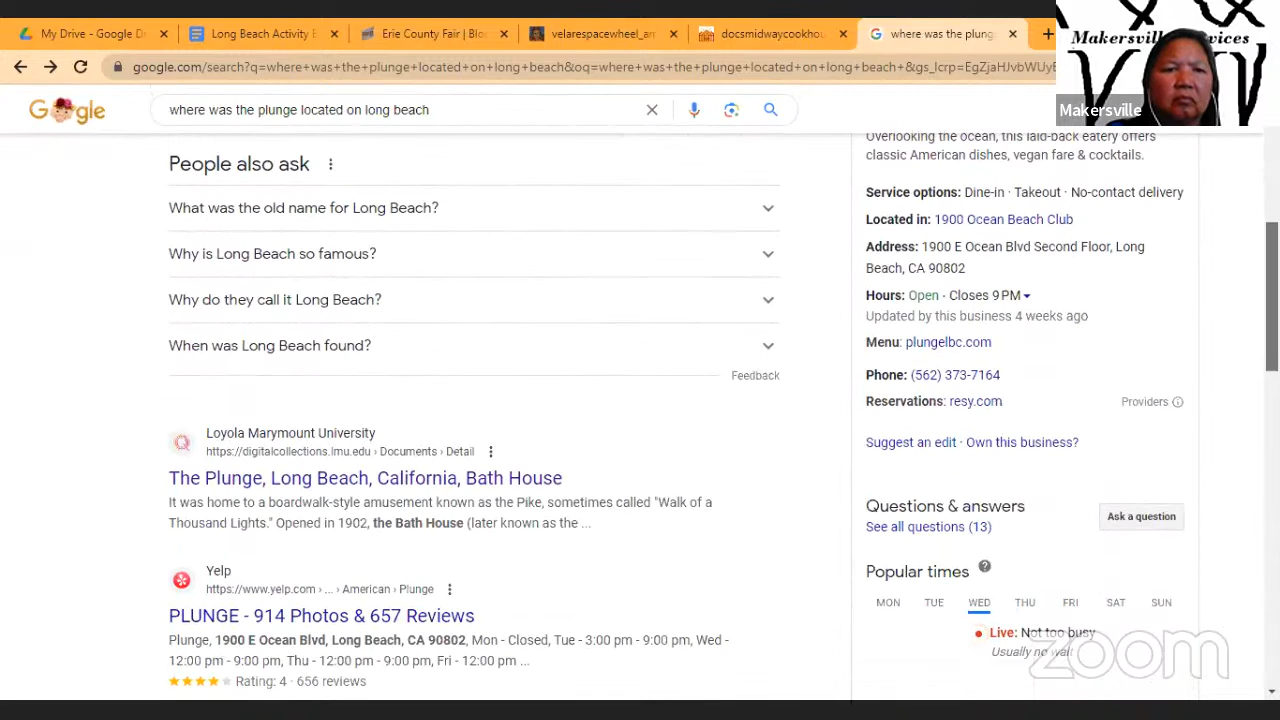 My Drive - Google D
Long Beach Activity B
Erie County Fair | Bloc
velarespacewheel_am
docsmidwaycookhou
where was the plunge
Makersville Services
google.com/search?q=where+was+the+plunge+located+on+long+beach&oq=where+was+the+plunge+located+on+long+beach+&gs_lcrp=EgZjaHJvbWUyB
Makersville
Google
where was the plunge located on long beach
People also ask
What was the old name for Long Beach?
Why is Long Beach so famous?
Why do they call it Long Beach?
When was Long Beach found?
Feedback
Loyola Marymount University
https://digitalcollections.lmu.edu › Documents › Detail
The Plunge, Long Beach, California, Bath House
It was home to a boardwalk-style amusement known as the Pike, sometimes called "Walk of a
Thousand Lights." Opened in 1902, the Bath House (later known as the ...
Yelp
https://www.yelp.com › ... › American › Plunge
PLUNGE - 914 Photos & 657 Reviews
Plunge, 1900 E Ocean Blvd, Long Beach, CA 90802, Mon - Closed, Tue - 3:00 pm - 9:00 pm, Wed -
12:00 pm - 9:00 pm, Thu - 12:00 pm - 9:00 pm, Fri - 12:00 pm ...
Rating: 4 · 656 reviews
Overlooking the ocean, this laid-back eatery offers
classic American dishes, vegan fare & cocktails.
Service options: Dine-in · Takeout · No-contact delivery
Located in: 1900 Ocean Beach Club
Address: 1900 E Ocean Blvd Second Floor, Long
Beach, CA 90802
Hours: Open · Closes 9 PM
Updated by this business 4 weeks ago
Menu: plungelbc.com
Phone: (562) 373-7164
Reservations: resy.com
Providers
Suggest an edit · Own this business?
Questions & answers
See all questions (13)
Ask a question
Popular times
MON TUE WED THU FRI SAT SUN
Live: Not too busy
Usually no wait
zoom